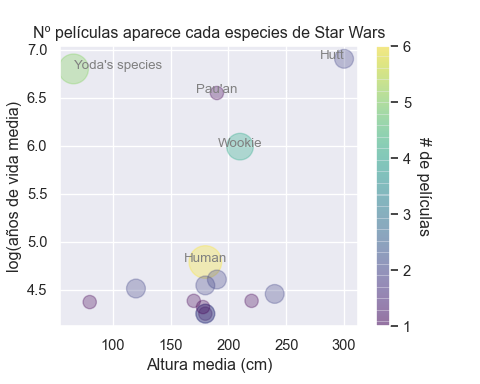 Nº películas aparece cada especies de Star Wars
7.0
6.5
6.0
5.5
5.0
4.5
log(años de vida media)
Yoda's species
Hutt
Pau'an
Wookie
Human
100
150
200
250
300
Altura media (cm)
6
5
4
3
2
1
# de películas